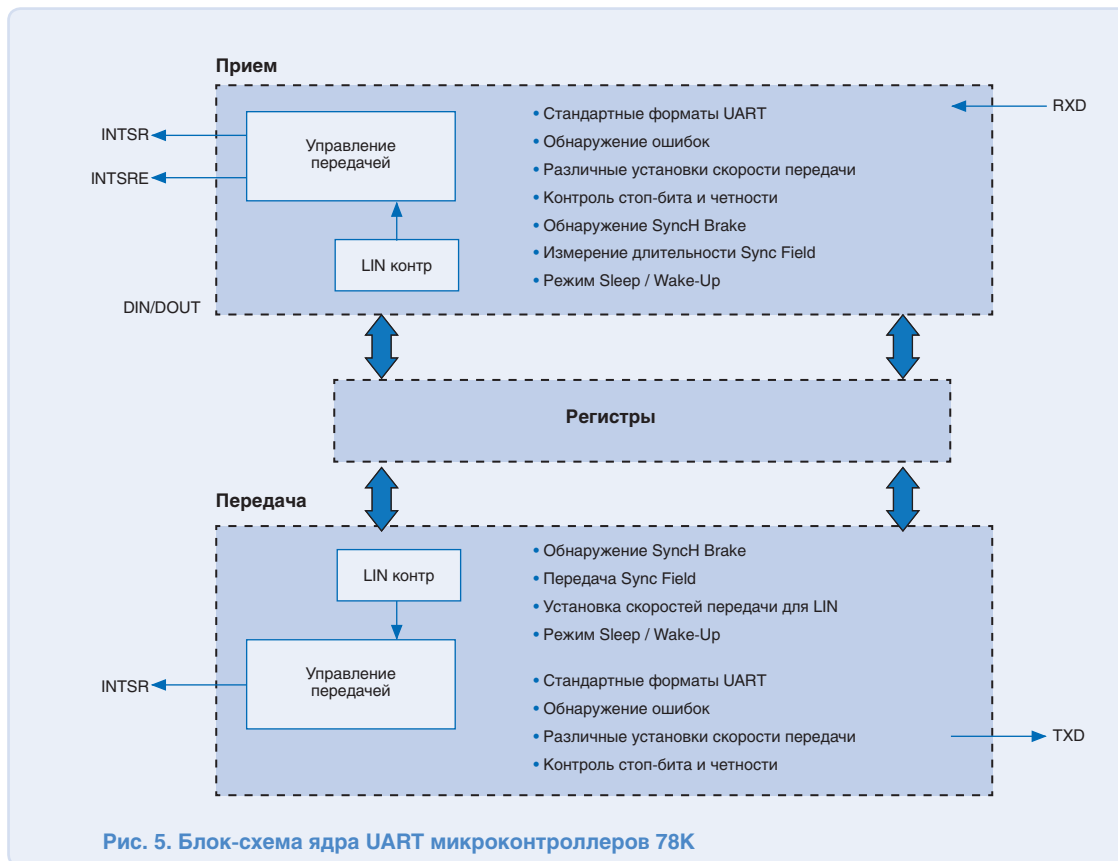 Прием
RXD
INTSR
INTSRE
Управление
передачей
LIN контр
DIN/DOUT
• Стандартные форматы UART
• Обнаружение ошибок
• Различные установки скорости передачи
• Контроль стоп-бита и четности
• Обнаружение SyncH Brake
• Измерение длительности Sync Field
• Режим Sleep / Wake-Up
Регистры
Передача
LIN контр
Управление
передачей
INTSR
• Обнаружение SyncH Brake
• Передача Sync Field
• Установка скоростей передачи для LIN
• Режим Sleep / Wake-Up
• Стандартные форматы UART
• Обнаружение ошибок
• Различные установки скорости передачи
• Контроль стоп-бита и четности
TXD
Рис. 5. Блок-схема ядра UART микроконтроллеров 78K